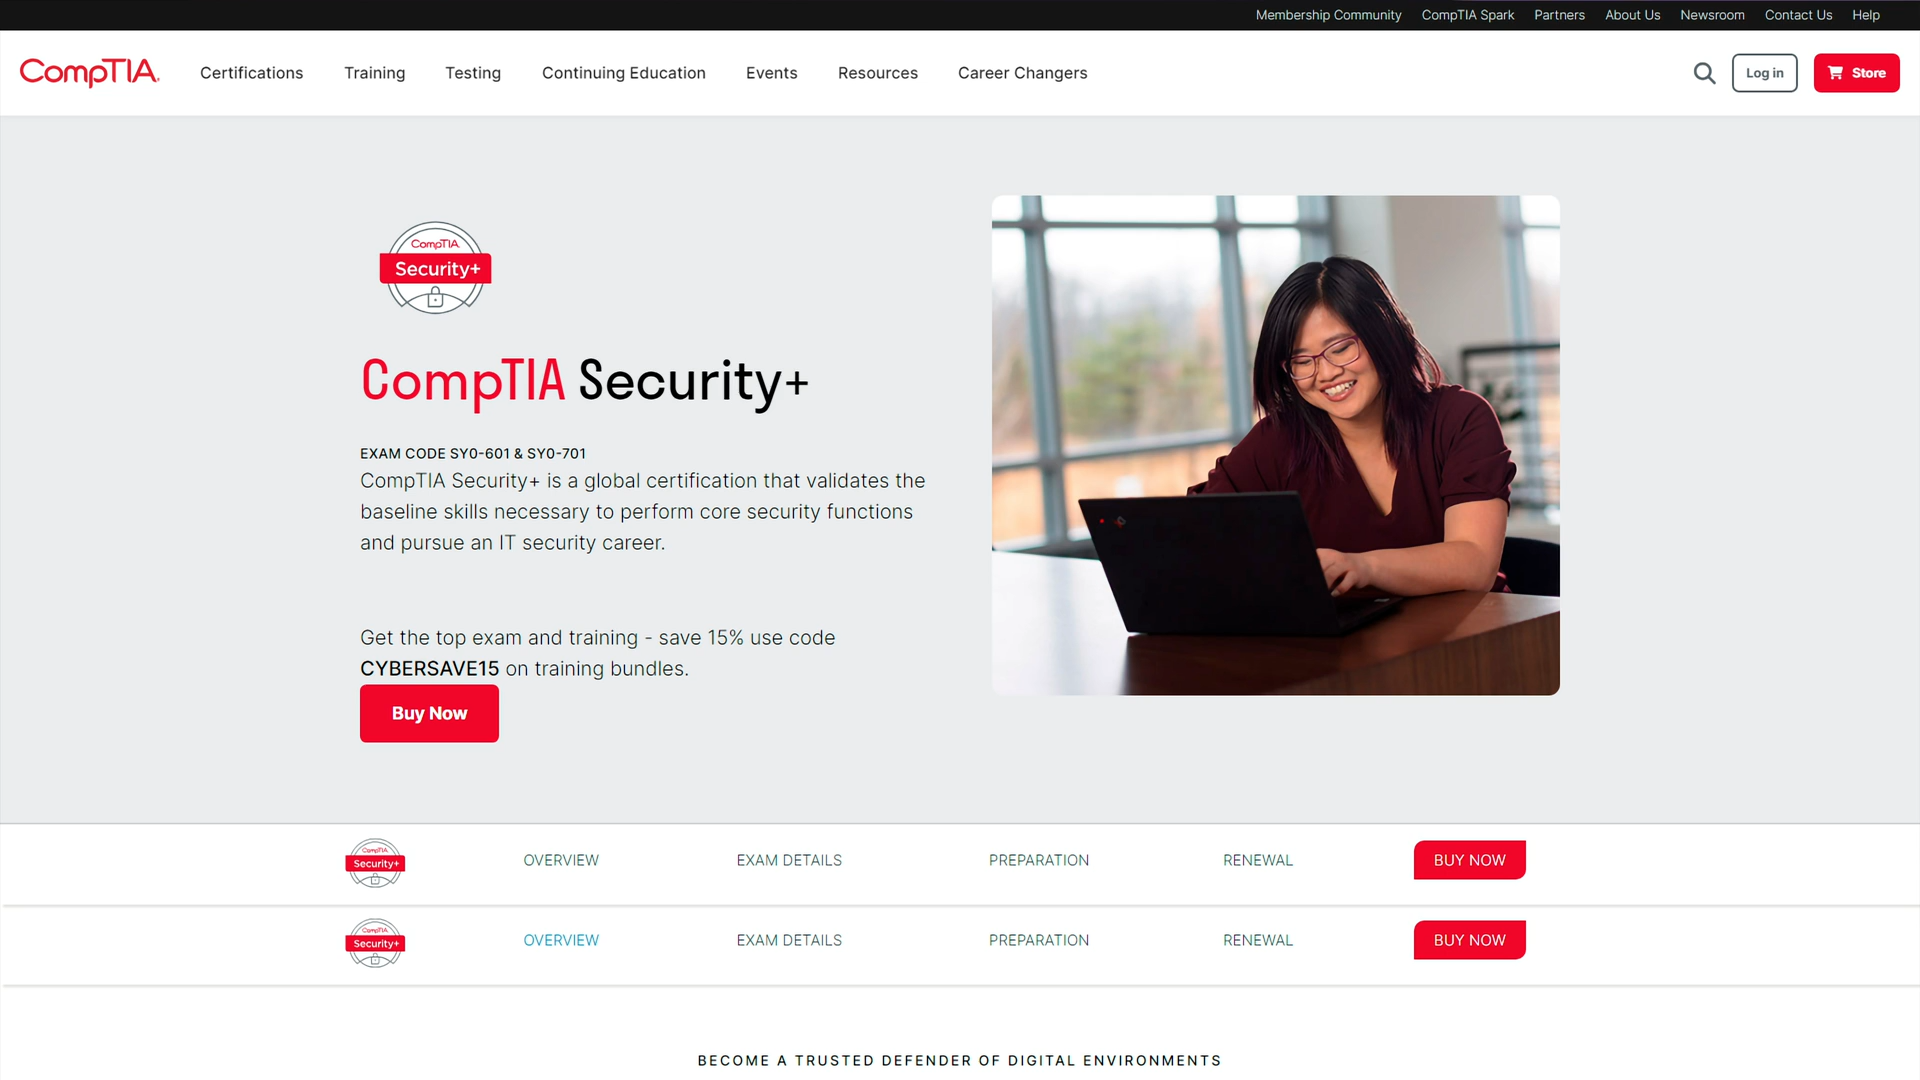 Membership Community CompTIA Spark Partners About Us Newsroom Contact Us Help
CompTIA. Certifications Training Testing Continuing Education Events Resources Career Changers Log in Store
CompTIA
Security+
CompTIA Security+
EXAM CODE SY0-601 & SY0-701
CompTIA Security+ is a global certification that validates the
baseline skills necessary to perform core security functions
and pursue an IT security career.
Get the top exam and training - save 15% use code
CYBERSAVE15 on training bundles.
Buy Now
CompTIA
Security+
OVERVIEW EXAM DETAILS PREPARATION RENEWAL BUY NOW
CompTIA
Security+
OVERVIEW EXAM DETAILS PREPARATION RENEWAL BUY NOW
BECOME A TRUSTED DEFENDER OF DIGITAL ENVIRONMENTS